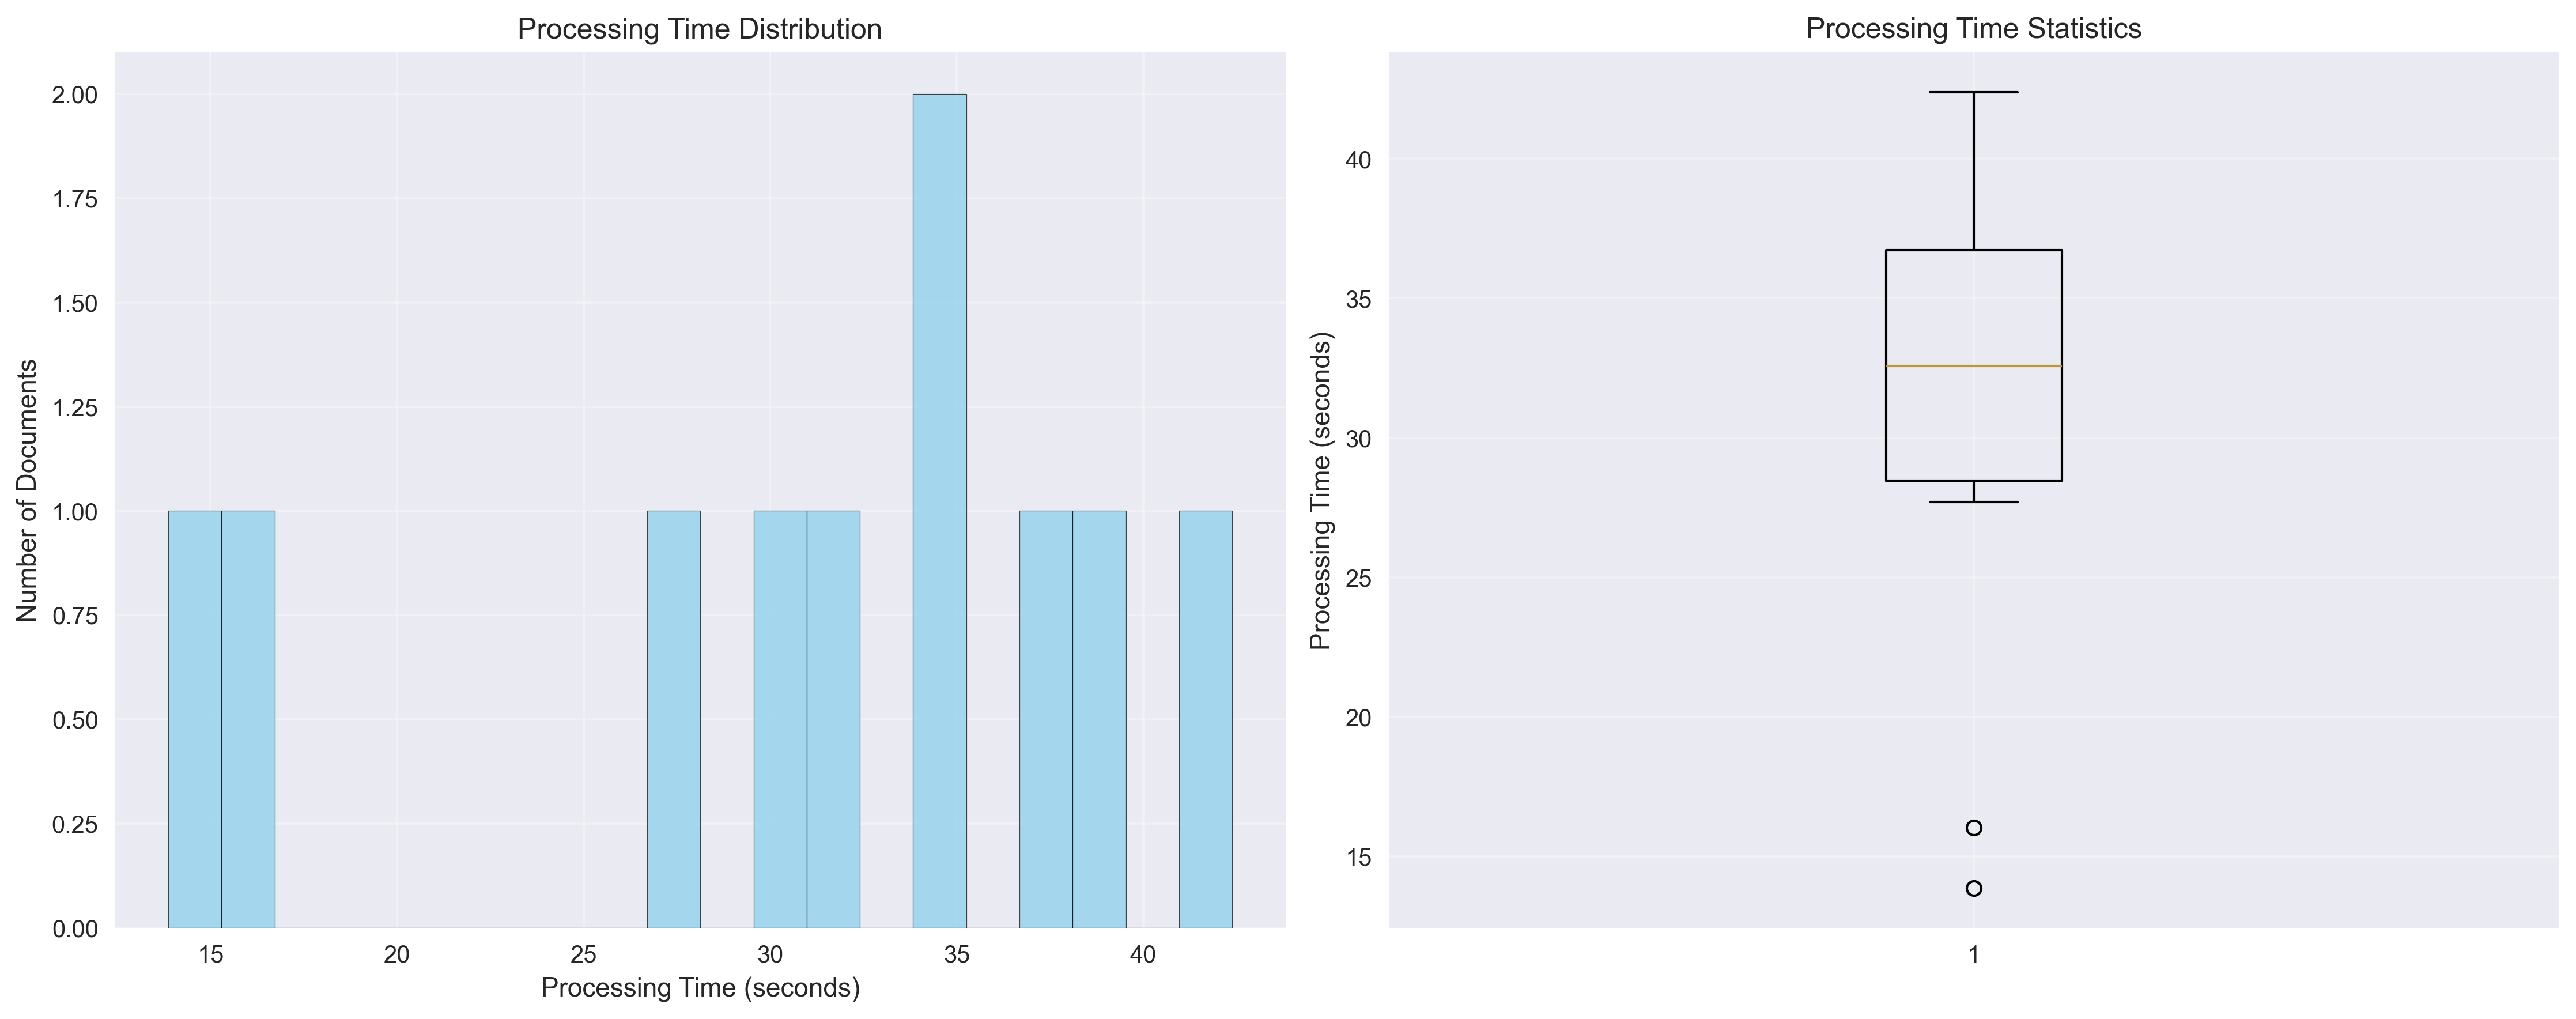 Processing Time Distribution
Number of Documents
2.00
1.75
1.50
1.25
1.00
0.75
0.50
0.25
0.00
15 20 25 30 35 40
Processing Time (seconds)
Processing Time Statistics
Processing Time (seconds)
40
35
30
25
20
15
1